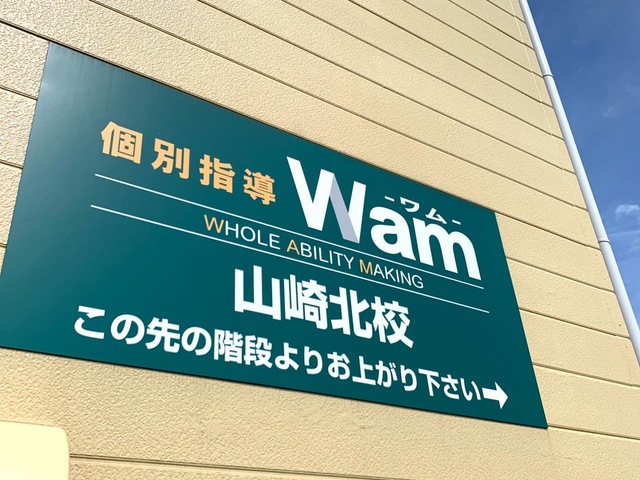 個別指導 Wam
-ワム-
WHOLE ABILITY MAKING
山崎北校
この先の階段よりお上がり下さい→